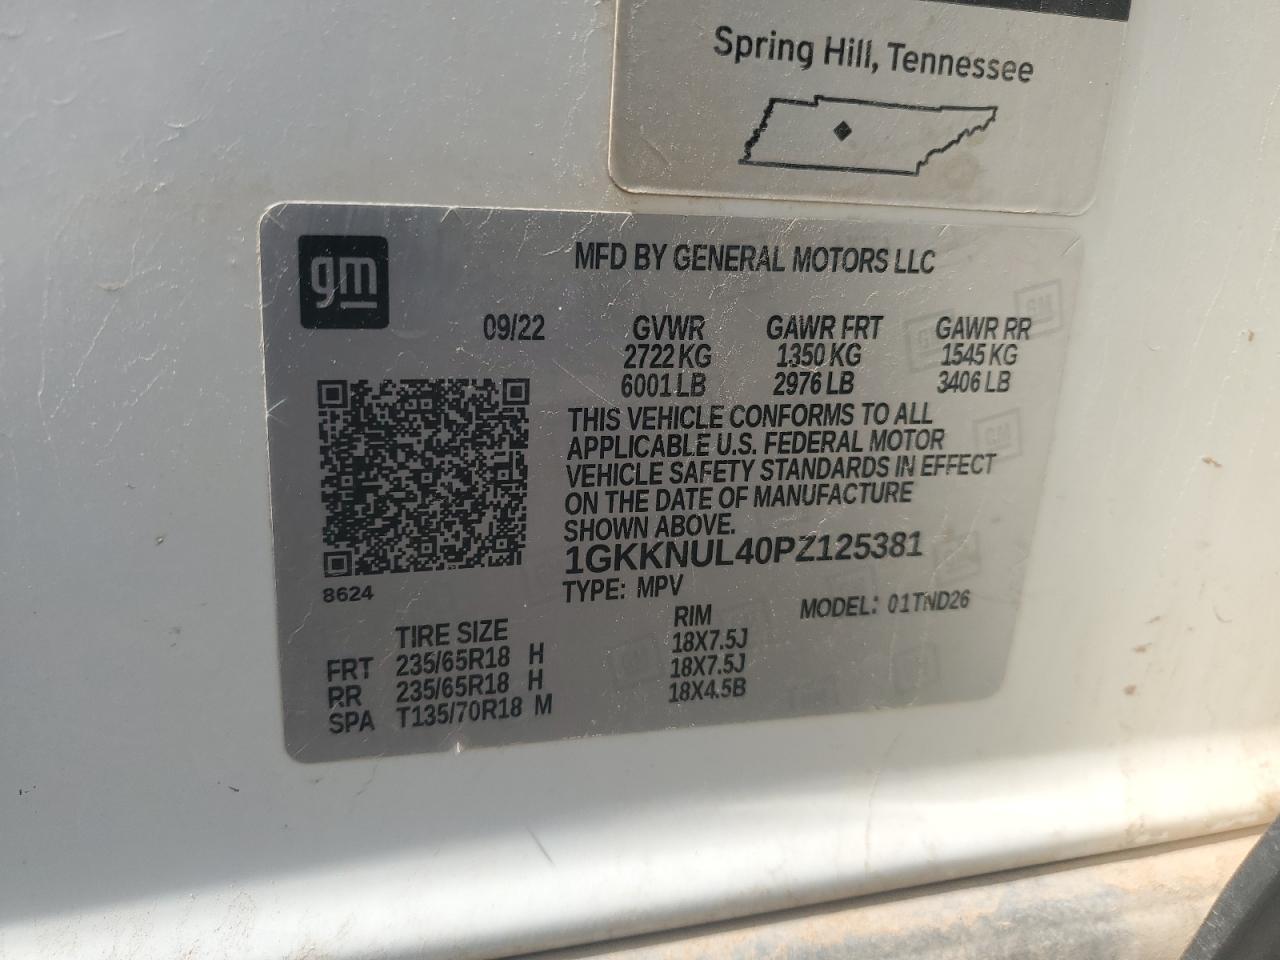 Spring Hill, Tennessee
gm
MFD BY GENERAL MOTORS LLC
09/22 GVWR GAWR FRT GAWR RR
2722 KG 1350 KG 1545 KG
6001 LB 2976 LB 3406 LB
THIS VEHICLE CONFORMS TO ALL
APPLICABLE U.S. FEDERAL MOTOR
VEHICLE SAFETY STANDARDS IN EFFECT
ON THE DATE OF MANUFACTURE
SHOWN ABOVE.
1GKKNUL40PZ125381
8624
TYPE: MPV
MODEL: 01TND26
TIRE SIZE RIM
FRT 235/65R18 H 18X7.5J
RR 235/65R18 H 18X7.5J
SPA T135/70R18 M 18X4.5B